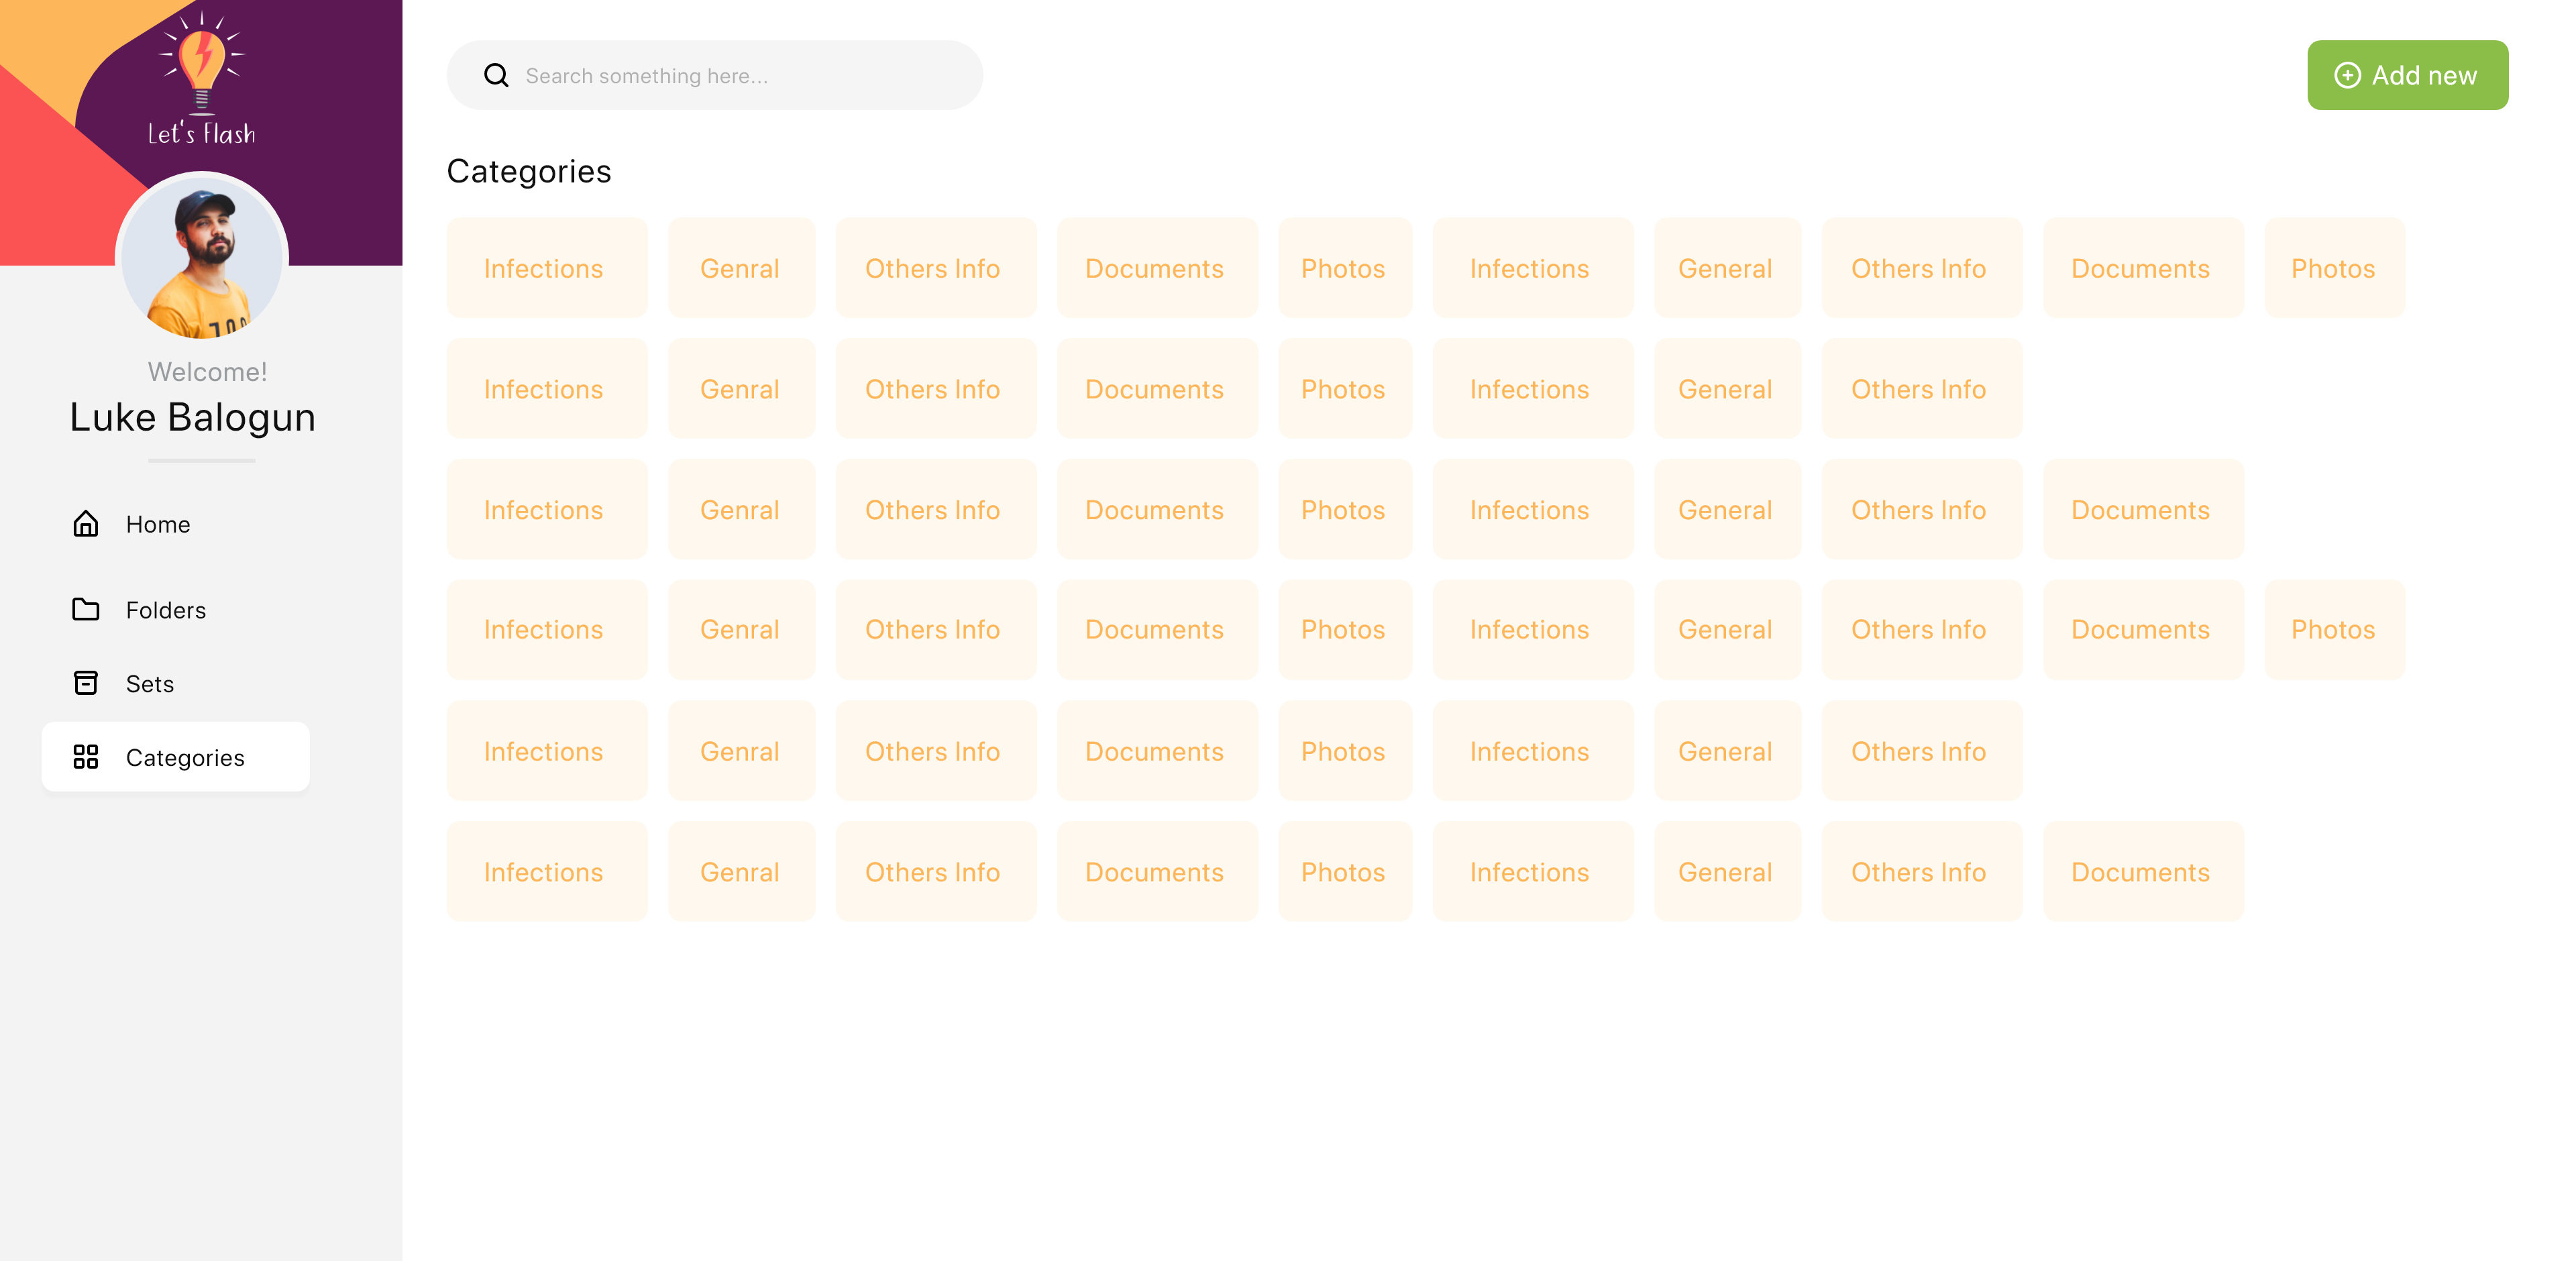 Let's Flash
Welcome!
Luke Balogun
Home
Folders
Sets
Categories
Search something here...
Add new
Categories
Infections Genral Others Info Documents Photos Infections General Others Info Documents Photos
Infections Genral Others Info Documents Photos Infections General Others Info
Infections Genral Others Info Documents Photos Infections General Others Info Documents
Infections Genral Others Info Documents Photos Infections General Others Info Documents Photos
Infections Genral Others Info Documents Photos Infections General Others Info
Infections Genral Others Info Documents Photos Infections General Others Info Documents